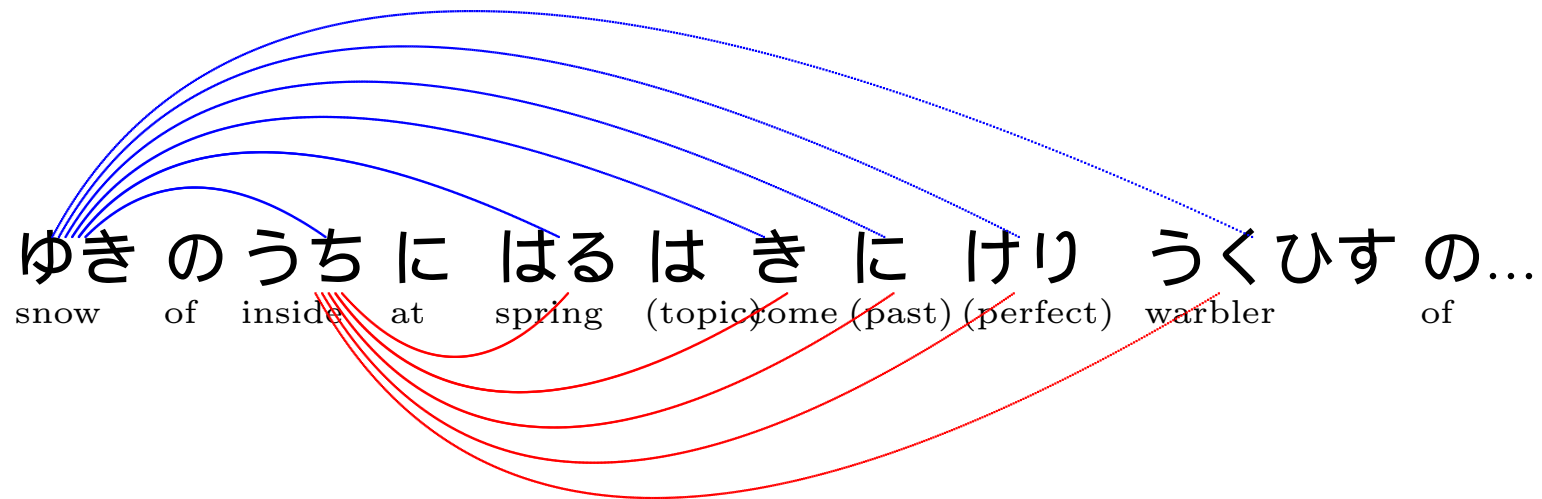 ゆき の うち に はる は き に けり うくひす の...
snow of inside at spring (topic) come (past) (perfect) warbler of